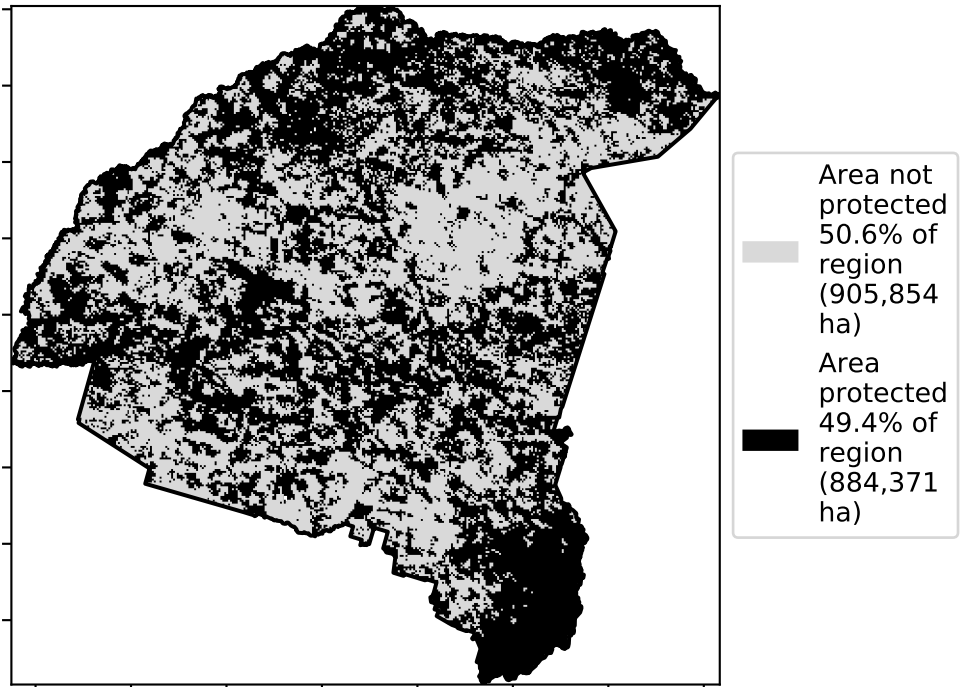 Area not
protected
50.6% of
region
(905,854
ha)
Area
protected
49.4% of
region
(884,371
ha)